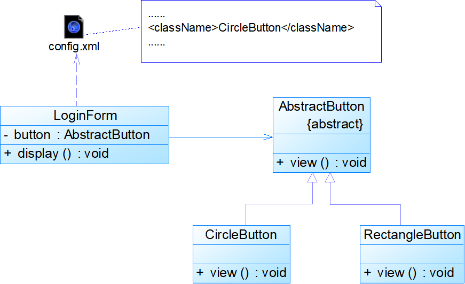 ......
<className>CircleButton</className>
......
config.xml
LoginForm
- button : AbstractButton
+ display () : void
AbstractButton
{abstract}
+ view () : void
CircleButton
+ view () : void
RectangleButton
+ view () : void